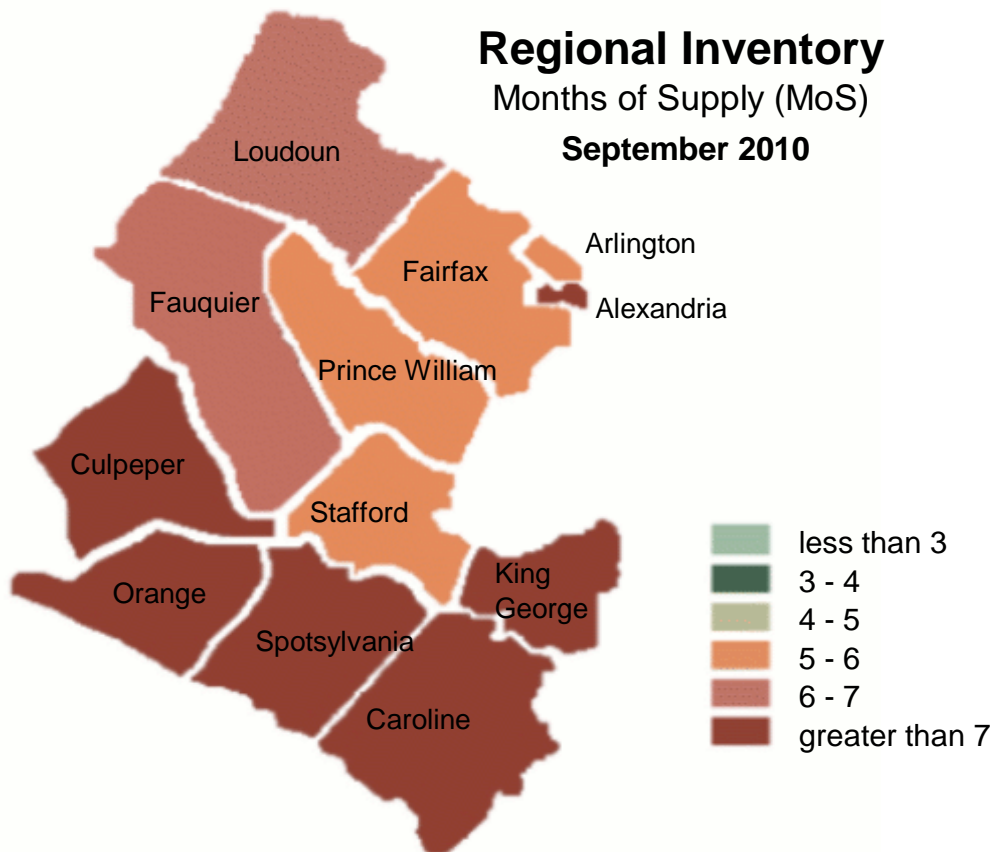 Regional Inventory
Months of Supply (MoS)
September 2010
Loudoun
Arlington
Fairfax
Fauquier
Alexandria
Prince William
Culpeper
Stafford
less than 3
King
George
3 - 4
Orange
4 - 5
Spotsylvania
5 - 6
6 - 7
Caroline
greater than 7